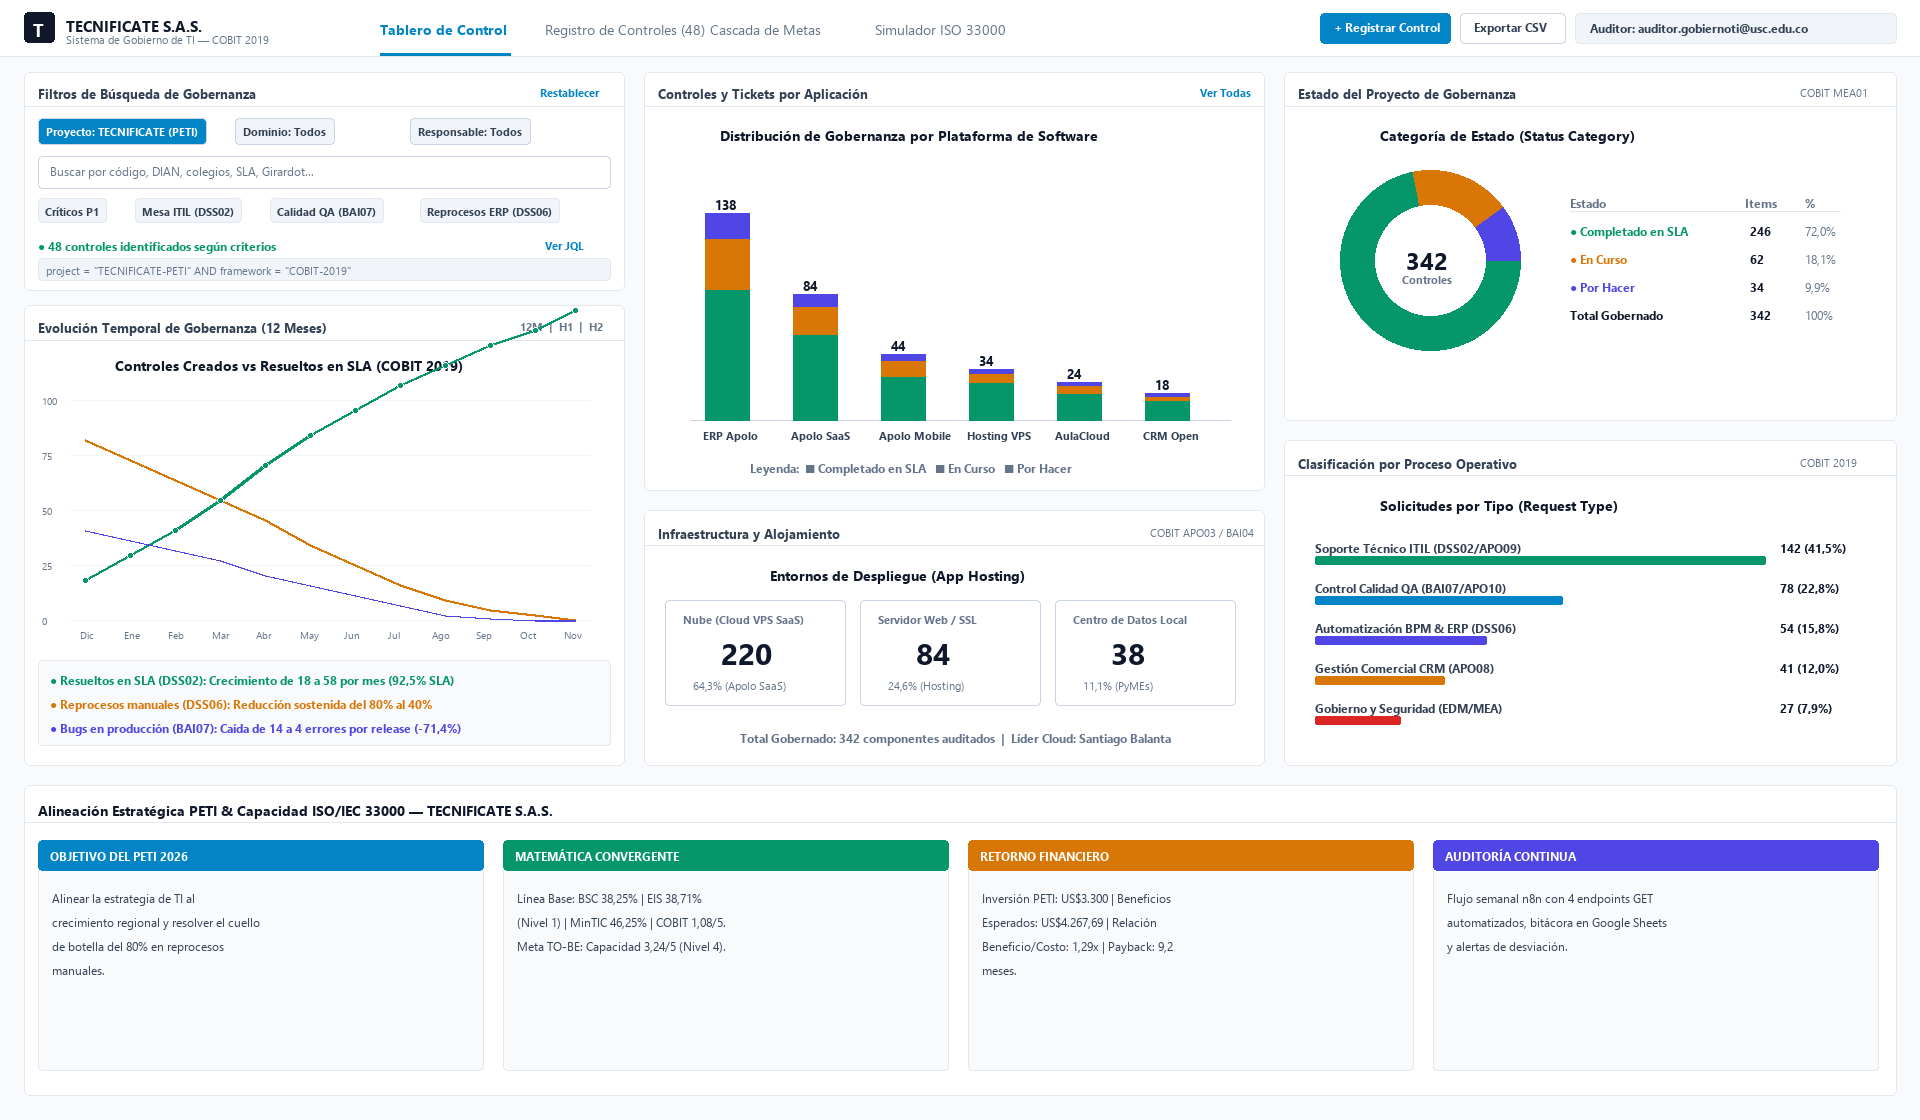 T
TECNIFICATE S.A.S.
Sistema de Gobierno de TI — COBIT 2019
Tablero de Control
Registro de Controles (48)
Cascada de Metas
Simulador ISO 33000
+ Registrar Control
Exportar CSV
Auditor: auditor.gobiernoti@usc.edu.co
Filtros de Búsqueda de Gobernanza
Restablecer
Proyecto: TECNIFICATE (PETI)
Dominio: Todos
Responsable: Todos
Buscar por código, DIAN, colegios, SLA, Girardot...
Críticos P1
Mesa ITIL (DSS02)
Calidad QA (BAI07)
Reprocesos ERP (DSS06)
● 48 controles identificados según criterios
Ver JQL
project = "TECNIFICATE-PETI" AND framework = "COBIT-2019"
Evolución Temporal de Gobernanza (12 Meses)
12M | H1 | H2
Controles Creados vs Resueltos en SLA (COBIT 2019)
100
75
50
25
0
Dic
Ene
Feb
Mar
Abr
May
Jun
Jul
Ago
Sep
Oct
Nov
● Resueltos en SLA (DSS02): Crecimiento de 18 a 58 por mes (92,5% SLA)
● Reprocesos manuales (DSS06): Reducción sostenida del 80% al 40%
● Bugs en producción (BAI07): Caída de 14 a 4 errores por release (-71,4%)
Controles y Tickets por Aplicación
Ver Todas
Distribución de Gobernanza por Plataforma de Software
138
84
44
34
24
18
ERP Apolo
Apolo SaaS
Apolo Mobile
Hosting VPS
AulaCloud
CRM Open
Leyenda: ■ Completado en SLA ■ En Curso ■ Por Hacer
Infraestructura y Alojamiento
COBIT APO03 / BAI04
Entornos de Despliegue (App Hosting)
Nube (Cloud VPS SaaS)
220
64,3% (Apolo SaaS)
Servidor Web / SSL
84
24,6% (Hosting)
Centro de Datos Local
38
11,1% (PyMEs)
Total Gobernado: 342 componentes auditados | Líder Cloud: Santiago Balanta
Estado del Proyecto de Gobernanza
COBIT MEA01
Categoría de Estado (Status Category)
342
Controles
Estado Items %
● Completado en SLA 246 72,0%
● En Curso 62 18,1%
● Por Hacer 34 9,9%
Total Gobernado 342 100%
Clasificación por Proceso Operativo
COBIT 2019
Solicitudes por Tipo (Request Type)
Soporte Técnico ITIL (DSS02/APO09) 142 (41,5%)
Control Calidad QA (BAI07/APO10) 78 (22,8%)
Automatización BPM & ERP (DSS06) 54 (15,8%)
Gestión Comercial CRM (APO08) 41 (12,0%)
Gobierno y Seguridad (EDM/MEA) 27 (7,9%)
Alineación Estratégica PETI & Capacidad ISO/IEC 33000 — TECNIFICATE S.A.S.
OBJETIVO DEL PETI 2026
Alinear la estrategia de TI al
crecimiento regional y resolver el cuello
de botella del 80% en reprocesos
manuales.
MATEMÁTICA CONVERGENTE
Línea Base: BSC 38,25% | EIS 38,71%
(Nivel 1) | MinTIC 46,25% | COBIT 1,08/5.
Meta TO-BE: Capacidad 3,24/5 (Nivel 4).
RETORNO FINANCIERO
Inversión PETI: US$3.300 | Beneficios
Esperados: US$4.267,69 | Relación
Beneficio/Costo: 1,29x | Payback: 9,2
meses.
AUDITORÍA CONTINUA
Flujo semanal n8n con 4 endpoints GET
automatizados, bitácora en Google Sheets
y alertas de desviación.